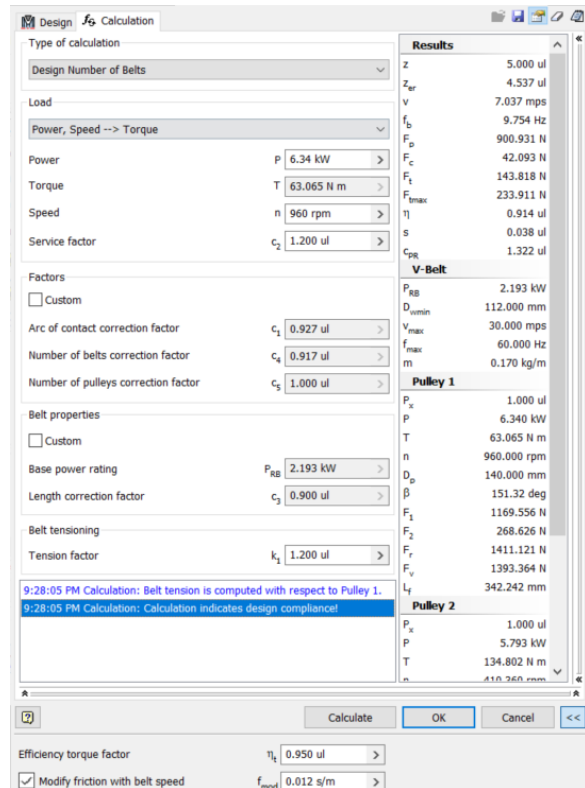 Design
fG Calculation
Type of calculation
Design Number of Belts
Load
Power, Speed --> Torque
Power P 6.34 kW >
Torque T 63.065 N m >
Speed n 960 rpm >
Service factor c2 1.200 ul >
Factors
Custom
Arc of contact correction factor c1 0.927 ul >
Number of belts correction factor c4 0.917 ul >
Number of pulleys correction factor c5 1.000 ul >
Belt properties
Custom
Base power rating PRB 2.193 kW >
Length correction factor c3 0.900 ul >
Belt tensioning
Tension factor k1 1.200 ul >
9:28:05 PM Calculation: Belt tension is computed with respect to Pulley 1.
9:28:05 PM Calculation: Calculation indicates design compliance!
Results
z 5.000 ul
zer 4.537 ul
v 7.037 mps
fb 9.754 Hz
Fp 900.931 N
Fc 42.093 N
Ft 143.818 N
Ftmax 233.911 N
η 0.914 ul
s 0.038 ul
cPR 1.322 ul
V-Belt
PRB 2.193 kW
Dwmin 112.000 mm
vmax 30.000 mps
fmax 60.000 Hz
m 0.170 kg/m
Pulley 1
Px 1.000 ul
P 6.340 kW
T 63.065 N m
n 960.000 rpm
Dp 140.000 mm
β 151.32 deg
F1 1169.556 N
F2 268.626 N
Fr 1411.121 N
Fv 1393.364 N
Lf 342.242 mm
Pulley 2
Px 1.000 ul
P 5.793 kW
T 134.802 N m
n 410.360 rpm
?
Calculate
OK
Cancel
<<
Efficiency torque factor ηt 0.950 ul >
Modify friction with belt speed fmod 0.012 s/m >